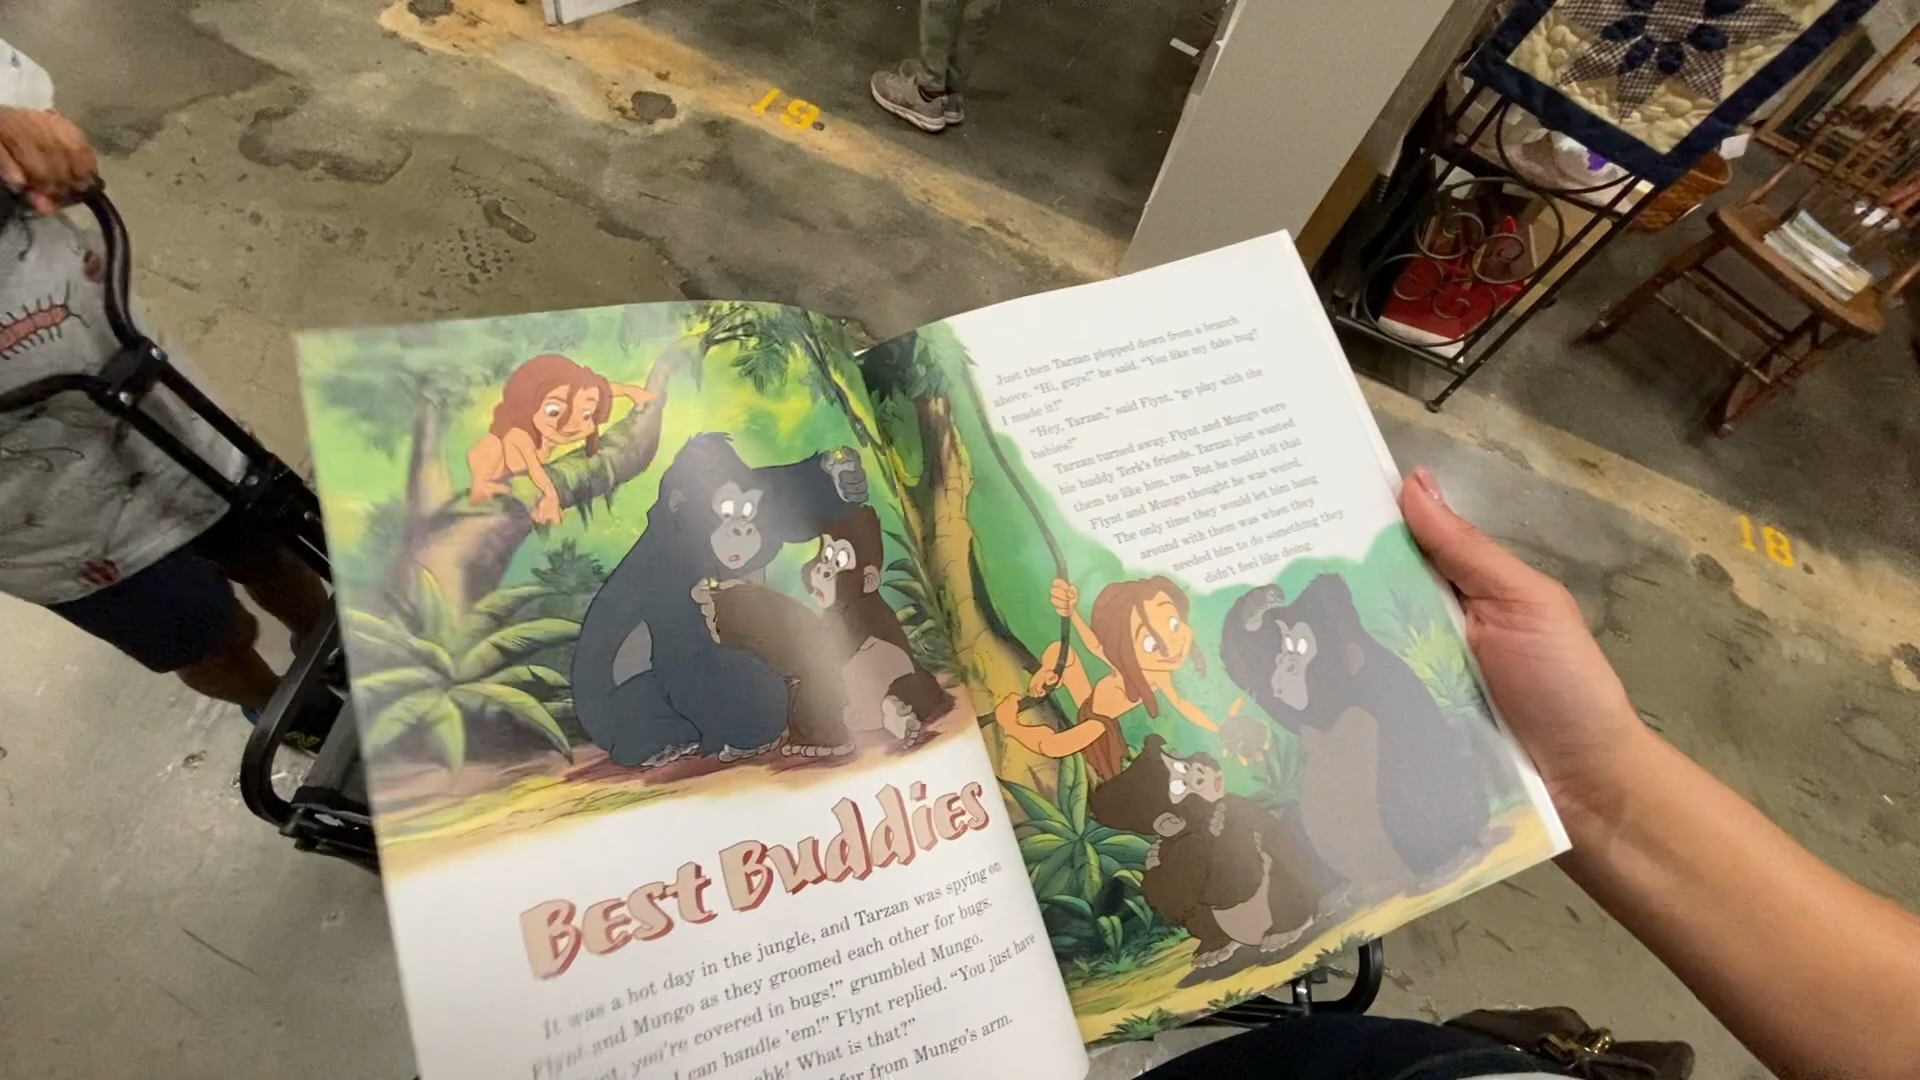 19
18
Best Buddies
It was a hot day in the jungle, and Tarzan was spying on
Flynt and Mungo as they groomed each other for bugs.
you're covered in bugs!” grumbled Mungo.
I can handle 'em!” Flynt replied. “You just have
What is that?”
fur from Mungo's arm.
Just then Tarzan plopped down from a branch
above. “Hi, guys!” he said. “You like my fake bug?
I made it!”
“Hey, Tarzan,” said Flynt, “go play with the
babies!”
Tarzan turned away. Flynt and Mungo were
his buddy Terk's friends. Tarzan just wanted
them to like him, too. But he could tell that
Flynt and Mungo thought he was weird.
The only time they would let him hang
around with them was when they
needed him to do something they
didn't feel like doing.